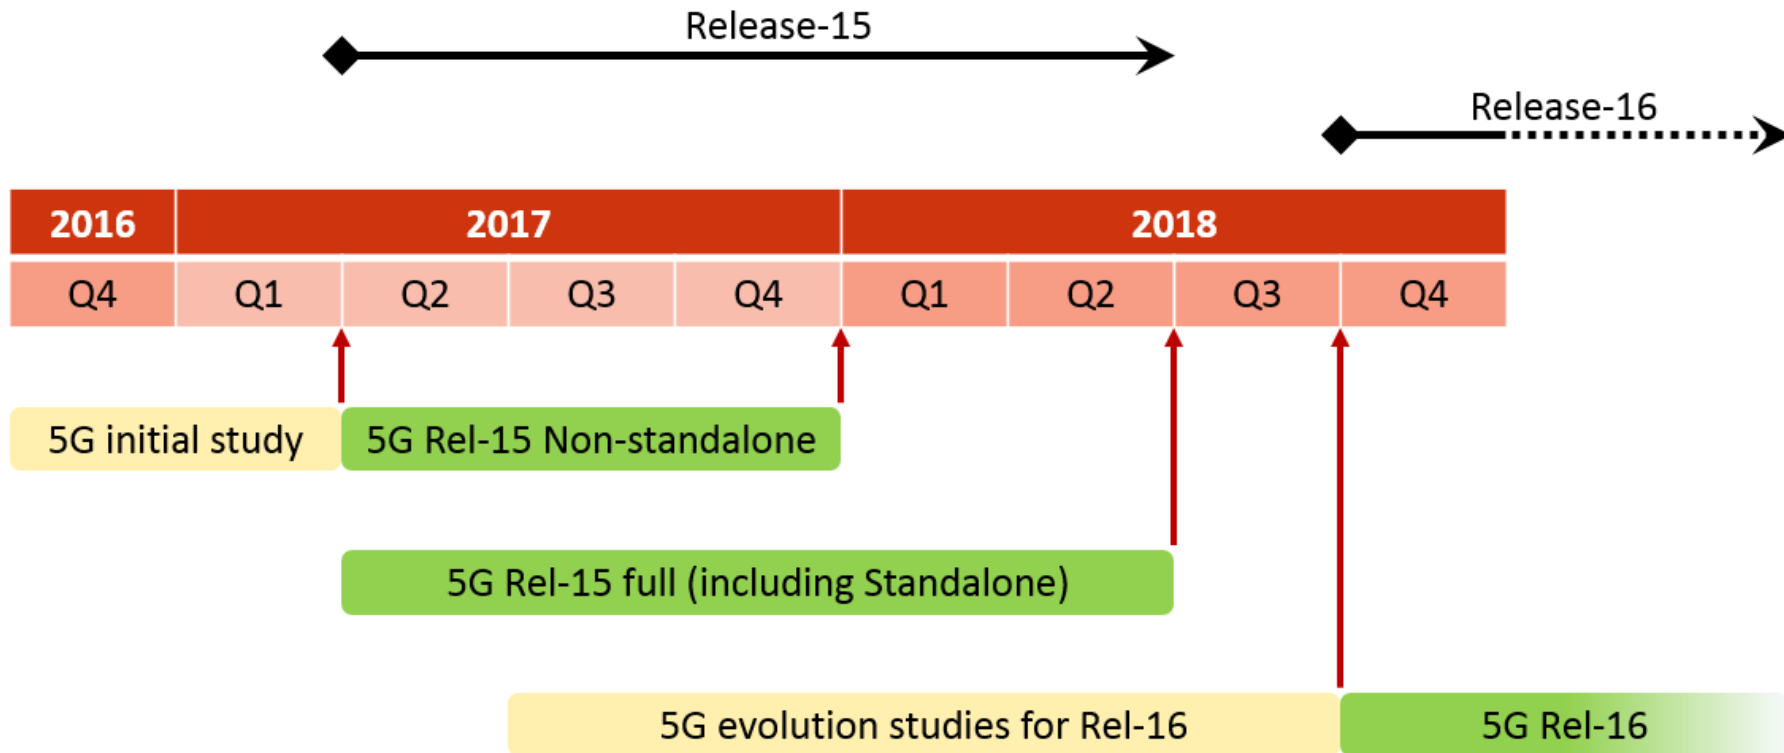 Release-15
Release-16
2016 2017 2018
Q4 Q1 Q2 Q3 Q4 Q1 Q2 Q3 Q4
5G initial study 5G Rel-15 Non-standalone
5G Rel-15 full (including Standalone)
5G evolution studies for Rel-16 5G Rel-16